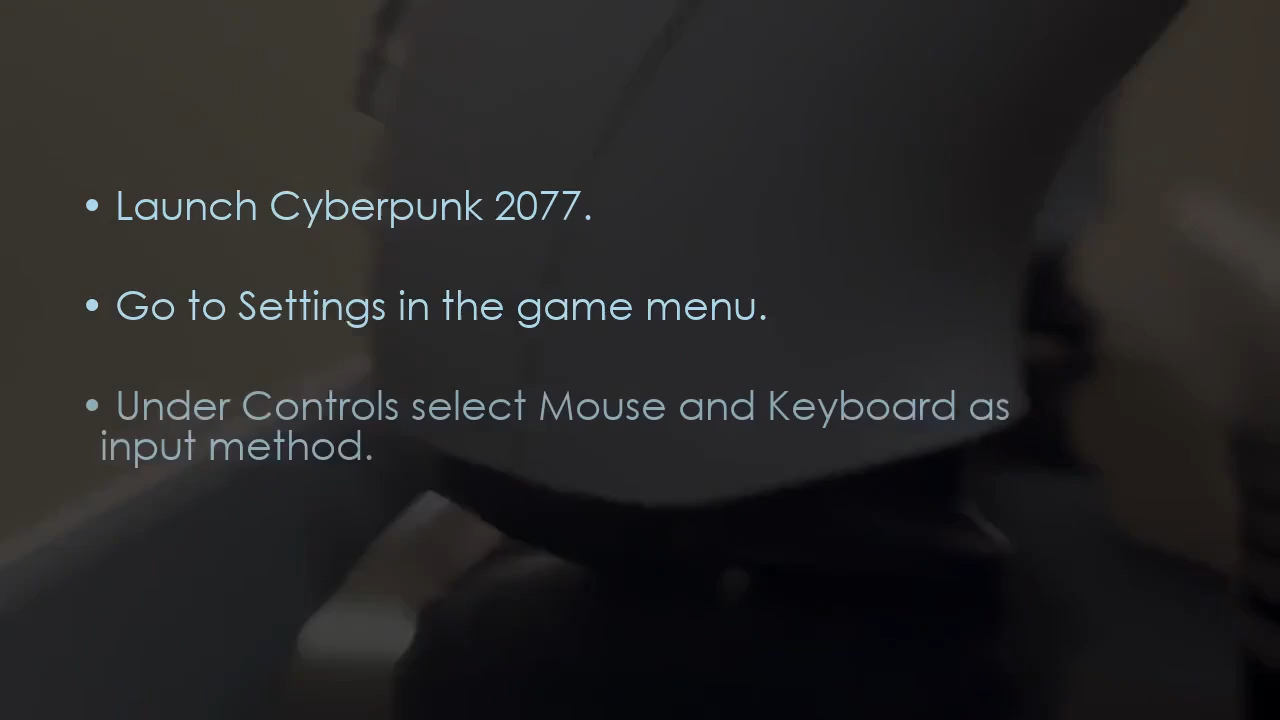 • Launch Cyberpunk 2077.
• Go to Settings in the game menu.
• Under Controls select Mouse and Keyboard as
input method.